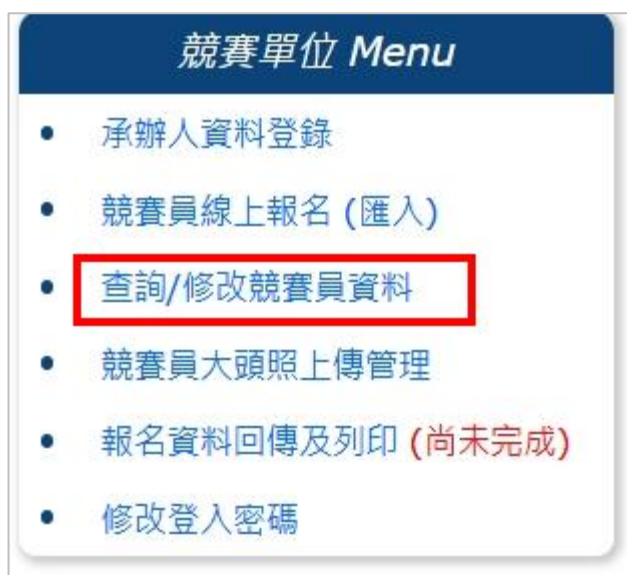 競賽單位 Menu
承辦人資料登錄
競賽員線上報名 (匯入)
查詢/修改競賽員資料
競賽員大頭照上傳管理
報名資料回傳及列印 (尚未完成)
修改登入密碼